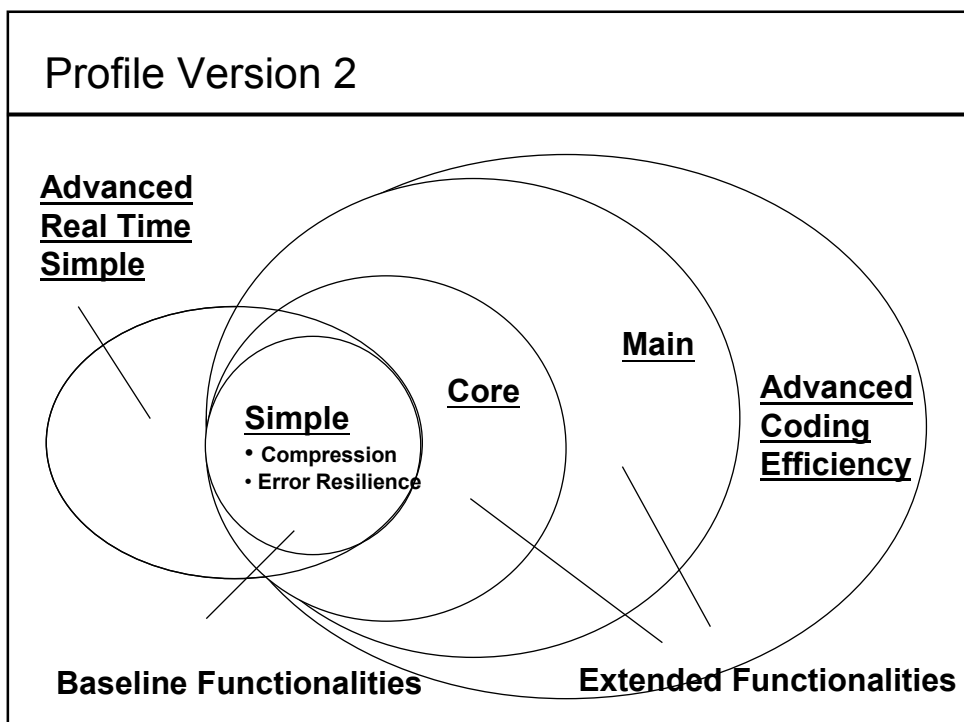 Profile Version 2
Advanced
Real Time
Simple
Main
Core
Advanced
Coding
Efficiency
Simple
• Compression
• Error Resilience
Baseline Functionalities
Extended Functionalities